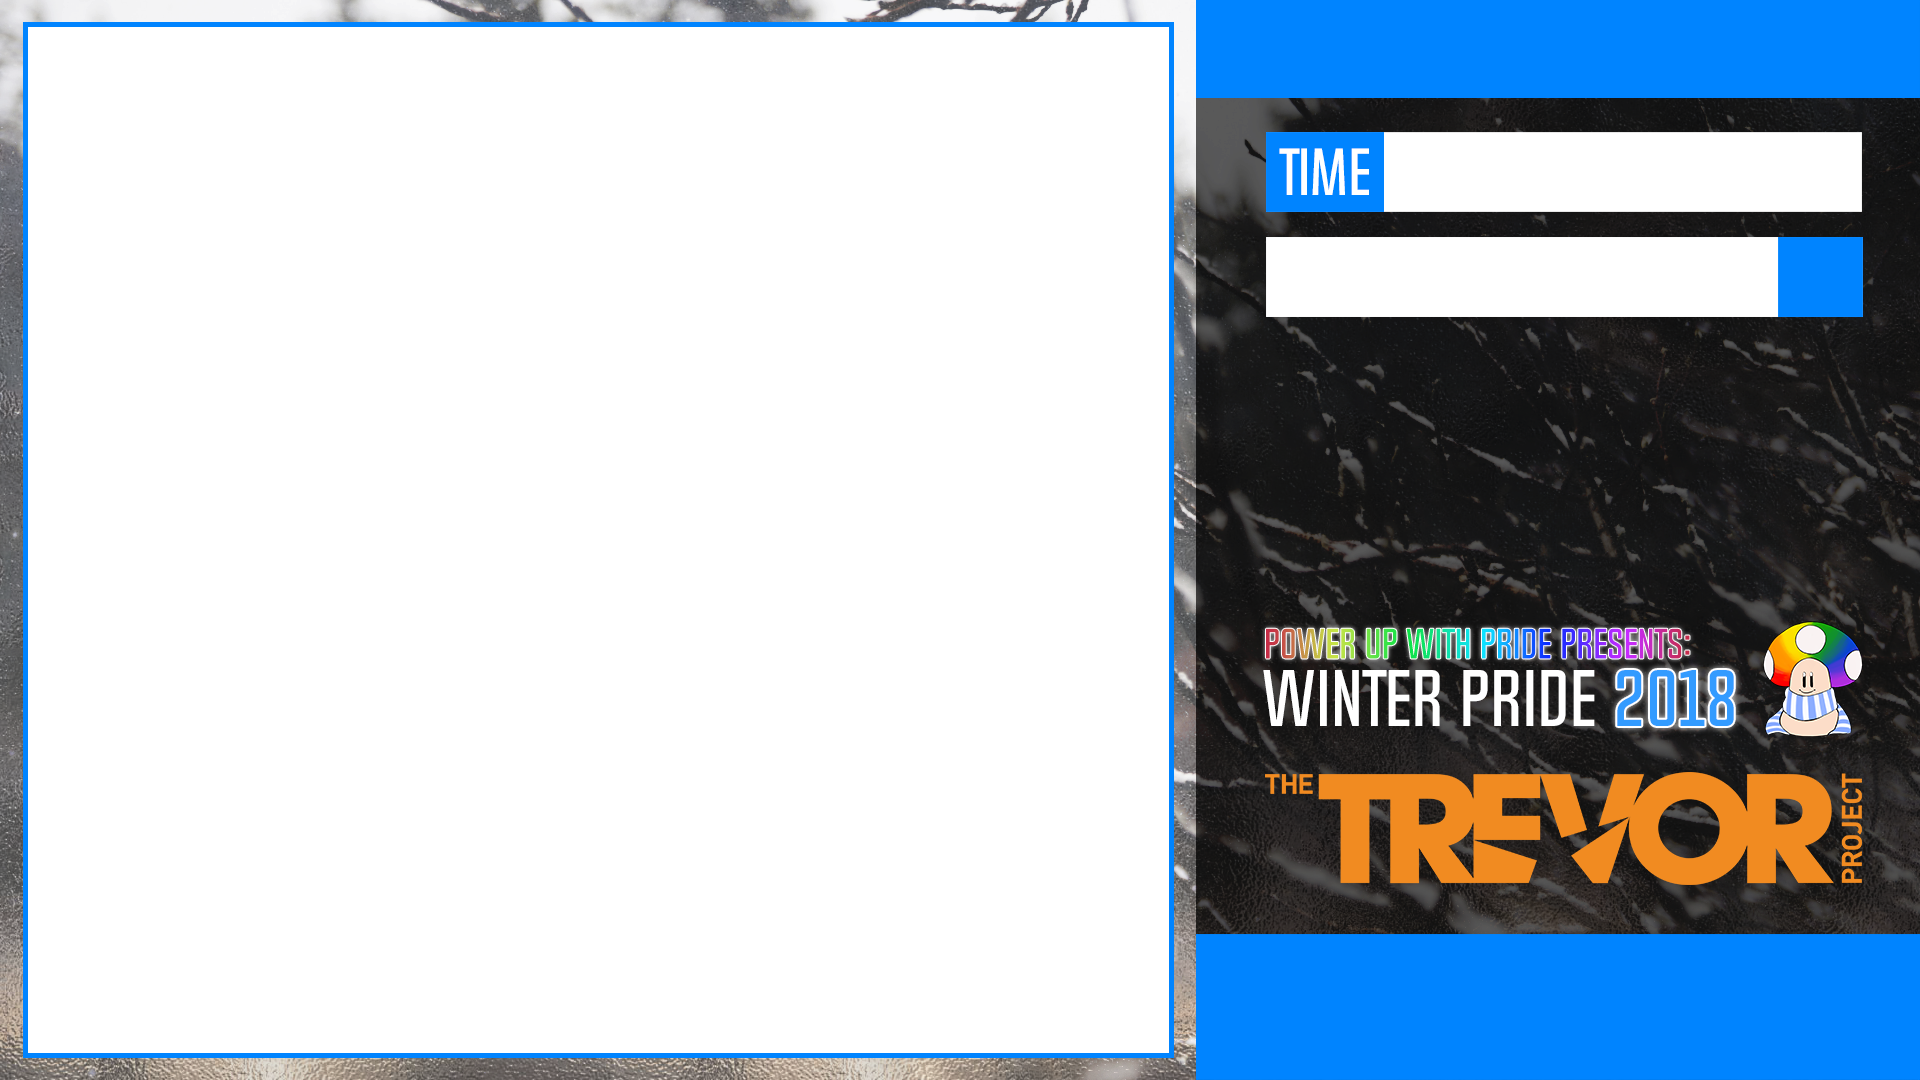 TIME
POWER UP WITH PRIDE PRESENTS:
WINTER PRIDE 2018
THE TREVOR PROJECT